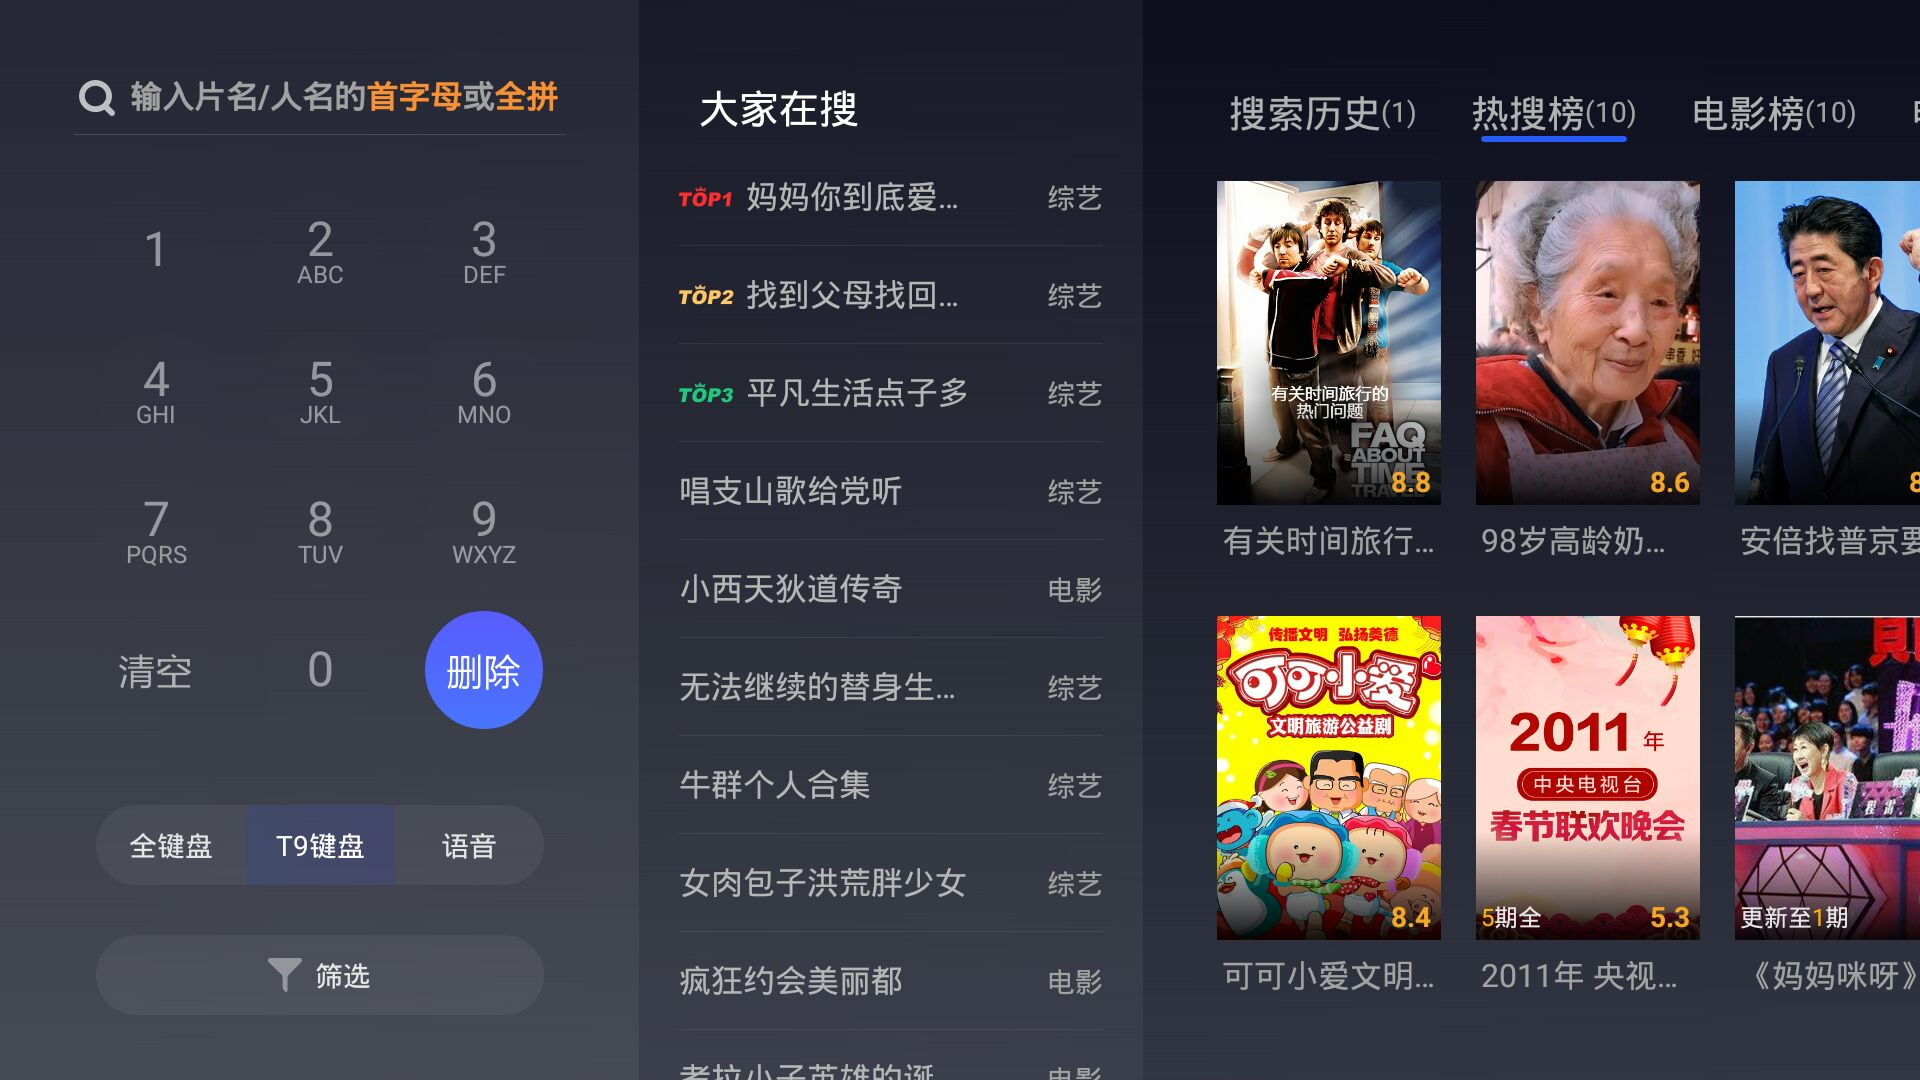 输入片名/人名的首字母或全拼
1
2
ABC
3
DEF
4
GHI
5
JKL
6
MNO
7
PQRS
8
TUV
9
WXYZ
清空
0
删除
全键盘
T9键盘
语音
筛选
大家在搜
TOP1 妈妈你到底爱... 综艺
TOP2 找到父母找回... 综艺
TOP3 平凡生活点子多 综艺
唱支山歌给党听 综艺
小西天狄道传奇 电影
无法继续的替身生... 综艺
牛群个人合集 综艺
女肉包子洪荒胖少女 综艺
疯狂约会美丽都 电影
考拉小子英雄的诞 电影
搜索历史(1)
热搜榜(10)
电影榜(10)
有关时间旅行的
热门问题
FAQ
ABOUT
TIME
TRAVEL
8.8
有关时间旅行...
8.6
98岁高龄奶...
8
安倍找普京要
传播文明 弘扬美德
可可小爱
文明旅游公益剧
8.4
可可小爱文明...
2011年
中央电视台
春节联欢晚会
5期全
5.3
2011年 央视...
更新至1期
《妈妈咪呀》